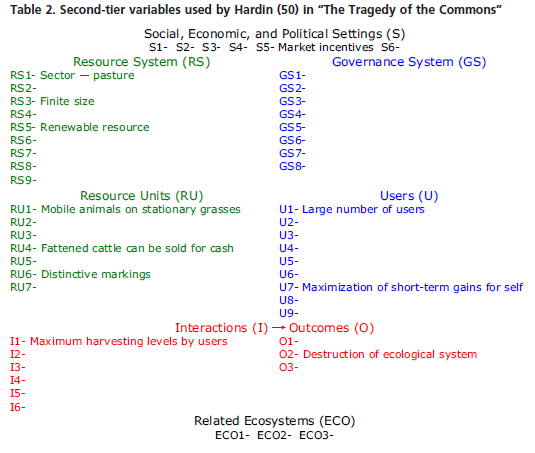 Table 2. Second-tier variables used by Hardin (50) in “The Tragedy of the Commons”
Social, Economic, and Political Settings (S)
S1- S2- S3- S4- S5- Market incentives S6-
Resource System (RS)
RS1- Sector — pasture
RS2-
RS3- Finite size
RS4-
RS5- Renewable resource
RS6-
RS7-
RS8-
RS9-
Governance System (GS)
GS1-
GS2-
GS3-
GS4-
GS5-
GS6-
GS7-
GS8-
Resource Units (RU)
RU1- Mobile animals on stationary grasses
RU2-
RU3-
RU4- Fattened cattle can be sold for cash
RU5-
RU6- Distinctive markings
RU7-
Users (U)
U1- Large number of users
U2-
U3-
U4-
U5-
U6-
U7- Maximization of short-term gains for self
U8-
U9-
Interactions (I) → Outcomes (O)
I1- Maximum harvesting levels by users
I2-
I3-
I4-
I5-
I6-
O1-
O2- Destruction of ecological system
O3-
Related Ecosystems (ECO)
ECO1- ECO2- ECO3-